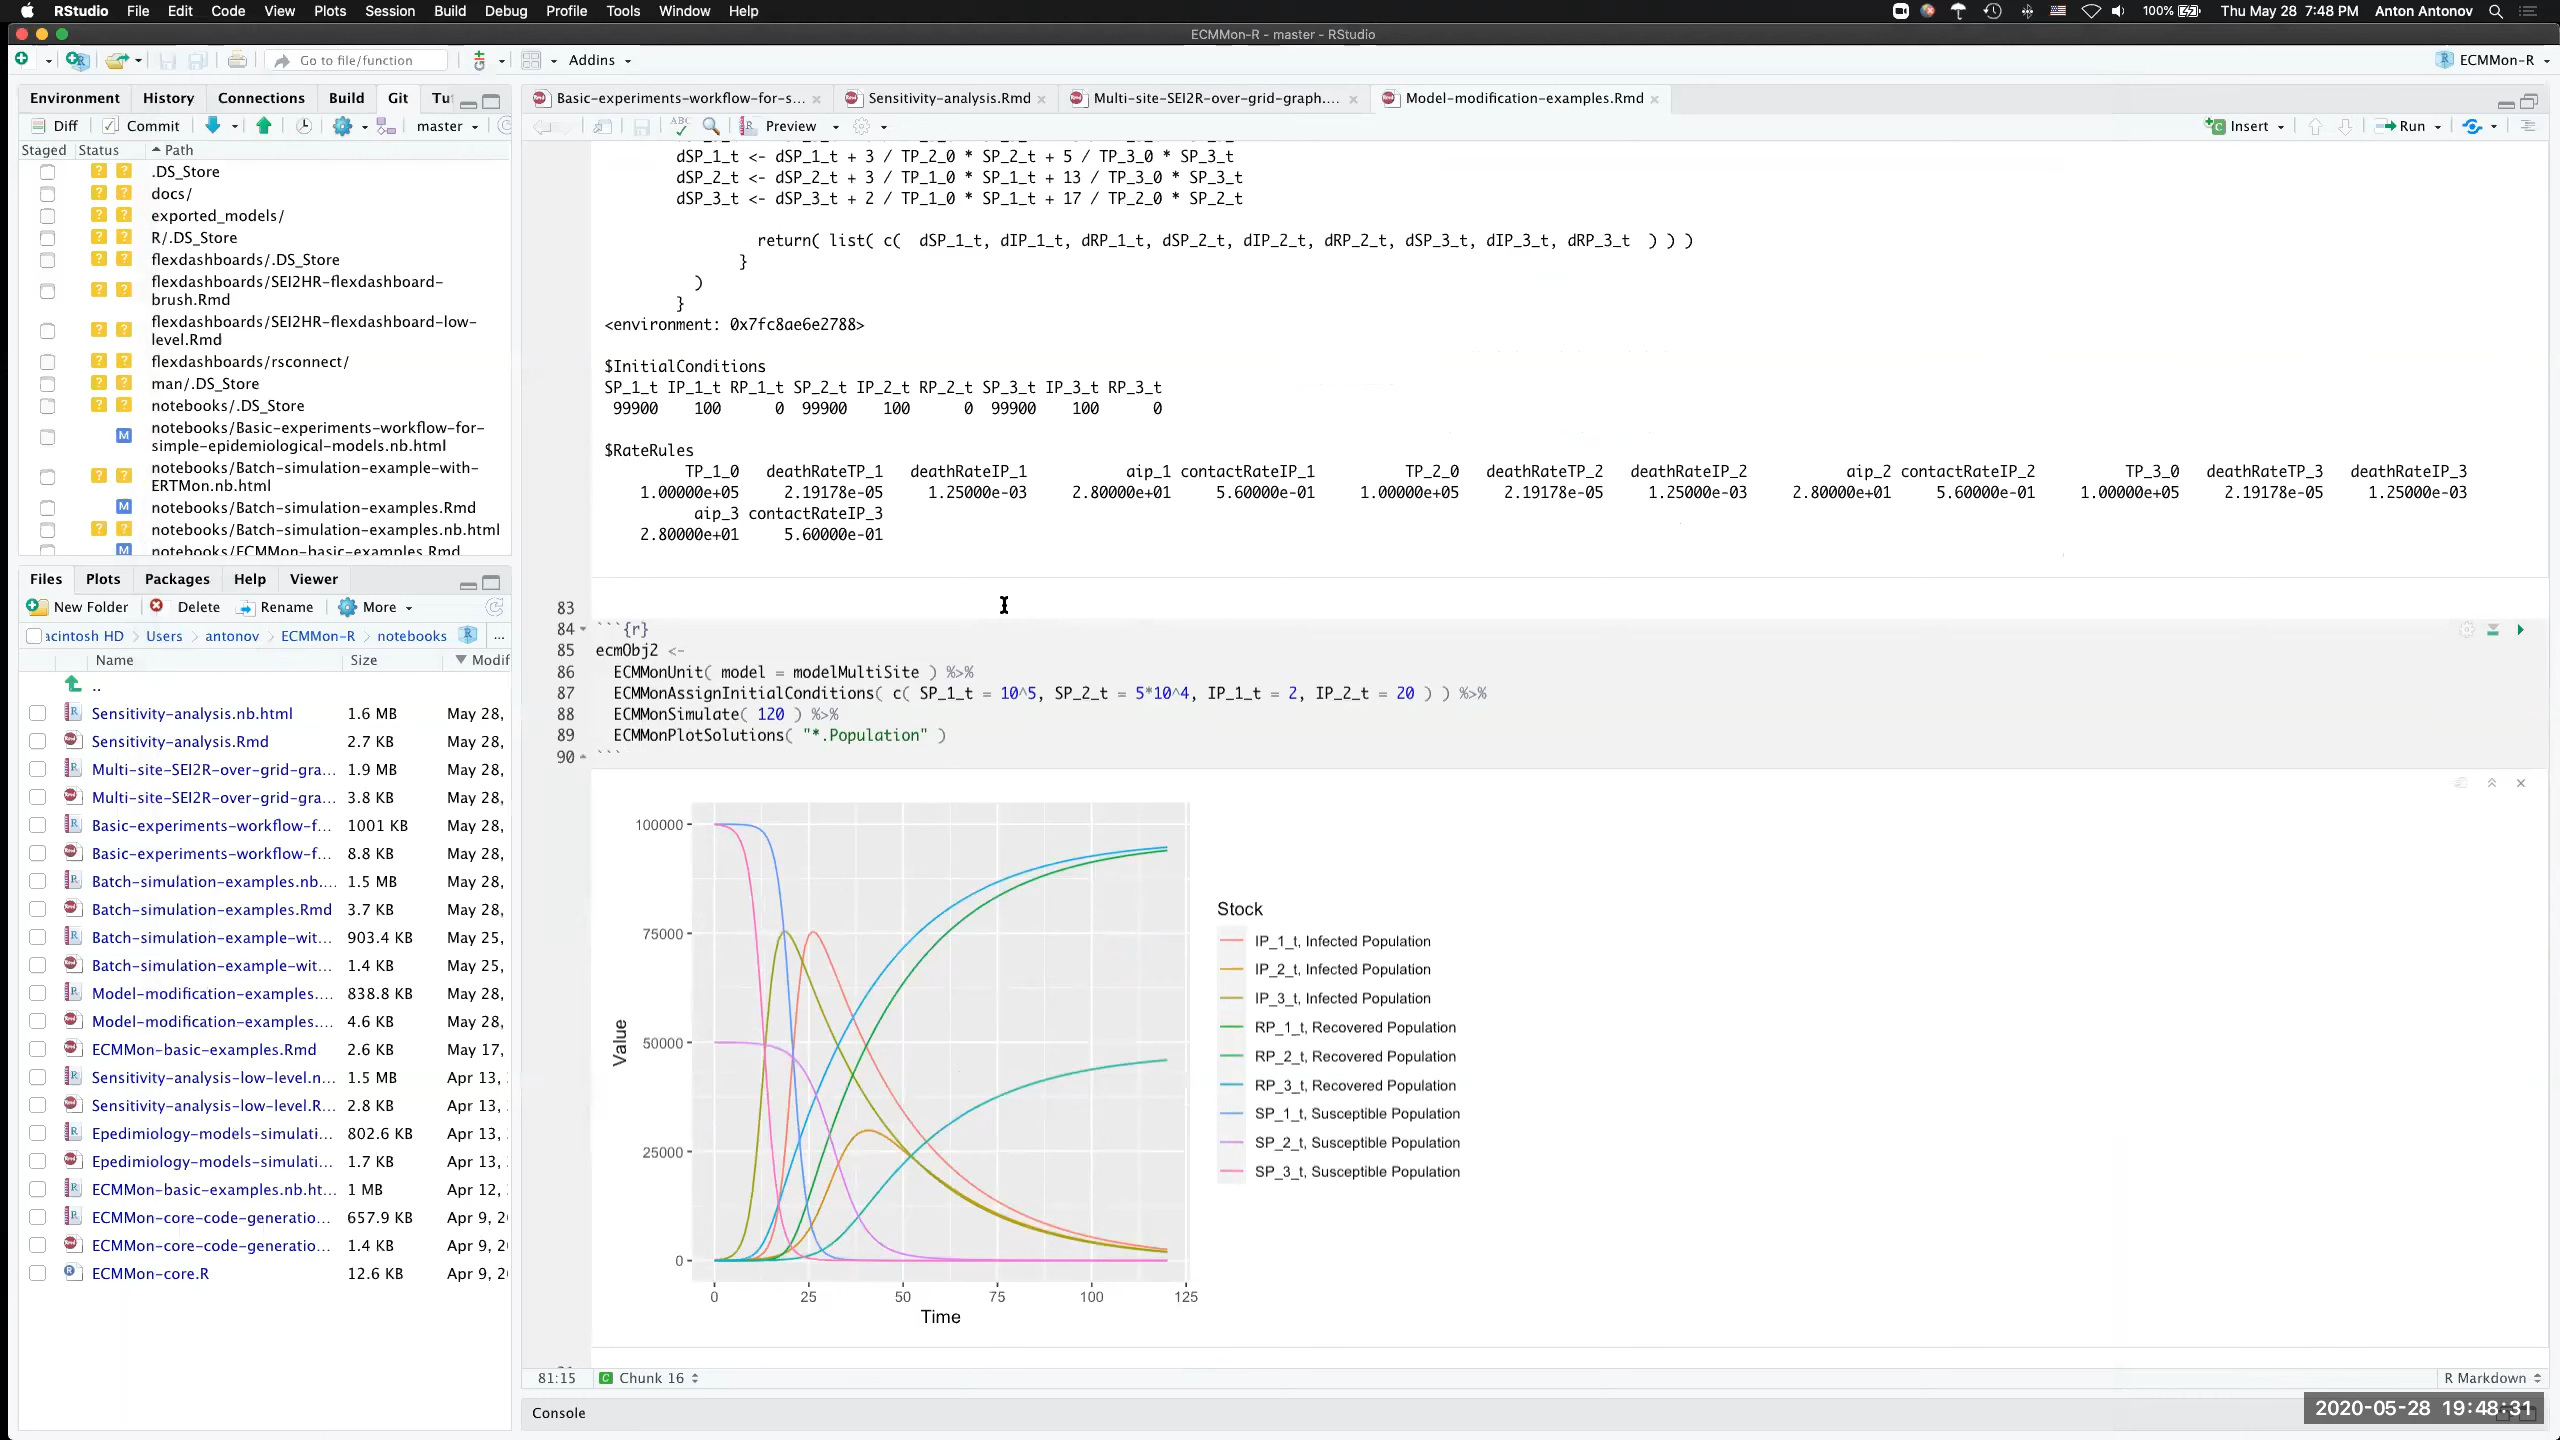 RStudio File Edit Code View Plots Session Build Debug Profile Tools Window Help 100% Thu May 28 7:48 PM Anton Antonov
ECMMon-R - master - RStudio
Go to file/function Addins ECMMon-R
Environment History Connections Build Git Tu
Diff Commit master
Staged Status Path
.DS_Store
docs/
exported_models/
R/.DS_Store
flexdashboards/.DS_Store
flexdashboards/SEI2HR-flexdashboard-
brush.Rmd
flexdashboards/SEI2HR-flexdashboard-low-
level.Rmd
flexdashboards/rsconnect/
man/.DS_Store
notebooks/.DS_Store
notebooks/Basic-experiments-workflow-for-
simple-epidemiological-models.nb.html
notebooks/Batch-simulation-example-with-
ERTMon.nb.html
notebooks/Batch-simulation-examples.Rmd
notebooks/Batch-simulation-examples.nb.html
notebooks/ECMMon-basic-examples.Rmd
Files Plots Packages Help Viewer
New Folder Delete Rename More
acintosh HD Users antonov ECMMon-R notebooks ...
Name Size Modif
..
Sensitivity-analysis.nb.html 1.6 MB May 28,
Sensitivity-analysis.Rmd 2.7 KB May 28,
Multi-site-SEI2R-over-grid-gra... 1.9 MB May 28,
Multi-site-SEI2R-over-grid-gra... 3.8 KB May 28,
Basic-experiments-workflow-f... 1001 KB May 28,
Basic-experiments-workflow-f... 8.8 KB May 28,
Batch-simulation-examples.nb.... 1.5 MB May 28,
Batch-simulation-examples.Rmd 3.7 KB May 28,
Batch-simulation-example-wit... 903.4 KB May 25,
Batch-simulation-example-wit... 1.4 KB May 25,
Model-modification-examples.... 838.8 KB May 28,
Model-modification-examples.... 4.6 KB May 28,
ECMMon-basic-examples.Rmd 2.6 KB May 17,
Sensitivity-analysis-low-level.n... 1.5 MB Apr 13,
Sensitivity-analysis-low-level.R... 2.8 KB Apr 13,
Epedimiology-models-simulati... 802.6 KB Apr 13,
Epedimiology-models-simulati... 1.7 KB Apr 13,
ECMMon-basic-examples.nb.ht... 1 MB Apr 12,
ECMMon-core-code-generatio... 657.9 KB Apr 9, 2
ECMMon-core-code-generatio... 1.4 KB Apr 9, 2
ECMMon-core.R 12.6 KB Apr 9, 2
Basic-experiments-workflow-for-s... Sensitivity-analysis.Rmd Multi-site-SEI2R-over-grid-graph.... Model-modification-examples.Rmd
ABC Preview Insert Run
dSP_1_t <- dSP_1_t + 3 / TP_2_0 * SP_2_t + 5 / TP_3_0 * SP_3_t
dSP_2_t <- dSP_2_t + 3 / TP_1_0 * SP_1_t + 13 / TP_3_0 * SP_3_t
dSP_3_t <- dSP_3_t + 2 / TP_1_0 * SP_1_t + 17 / TP_2_0 * SP_2_t
return( list( c( dSP_1_t, dIP_1_t, dRP_1_t, dSP_2_t, dIP_2_t, dRP_2_t, dSP_3_t, dIP_3_t, dRP_3_t ) ) )
}
)
}
<environment: 0x7fc8ae6e2788>
$InitialConditions
SP_1_t IP_1_t RP_1_t SP_2_t IP_2_t RP_2_t SP_3_t IP_3_t RP_3_t
99900 100 0 99900 100 0 99900 100 0
$RateRules
TP_1_0 deathRateTP_1 deathRateIP_1 aip_1 contactRateIP_1 TP_2_0 deathRateTP_2 deathRateIP_2 aip_2 contactRateIP_2 TP_3_0 deathRateTP_3 deathRateIP_3
1.00000e+05 2.19178e-05 1.25000e-03 2.80000e+01 5.60000e-01 1.00000e+05 2.19178e-05 1.25000e-03 2.80000e+01 5.60000e-01 1.00000e+05 2.19178e-05 1.25000e-03
aip_3 contactRateIP_3
2.80000e+01 5.60000e-01
83
84 ```{r}
85 ecmObj2 <-
86 ECMMonUnit( model = modelMultiSite ) %>%
87 ECMMonAssignInitialConditions( c( SP_1_t = 10^5, SP_2_t = 5*10^4, IP_1_t = 2, IP_2_t = 20 ) ) %>%
88 ECMMonSimulate( 120 ) %>%
89 ECMMonPlotSolutions( "*.Population" )
90 ```
100000
75000
50000
25000
0
Value
0 25 50 75 100 125
Time
Stock
IP_1_t, Infected Population
IP_2_t, Infected Population
IP_3_t, Infected Population
RP_1_t, Recovered Population
RP_2_t, Recovered Population
RP_3_t, Recovered Population
SP_1_t, Susceptible Population
SP_2_t, Susceptible Population
SP_3_t, Susceptible Population
81:15 Chunk 16 R Markdown
Console
2020-05-28 19:48:31